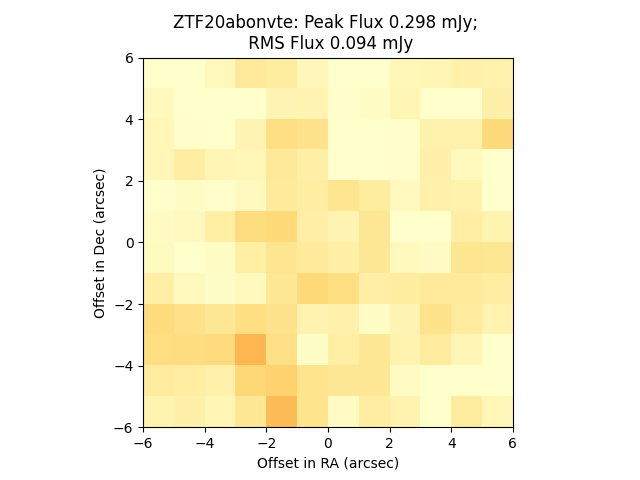 ZTF20abonvte: Peak Flux 0.298 mJy;
RMS Flux 0.094 mJy
6
4
2
0
−2
−4
−6
Offset in Dec (arcsec)
−6 −4 −2 0 2 4 6
Offset in RA (arcsec)